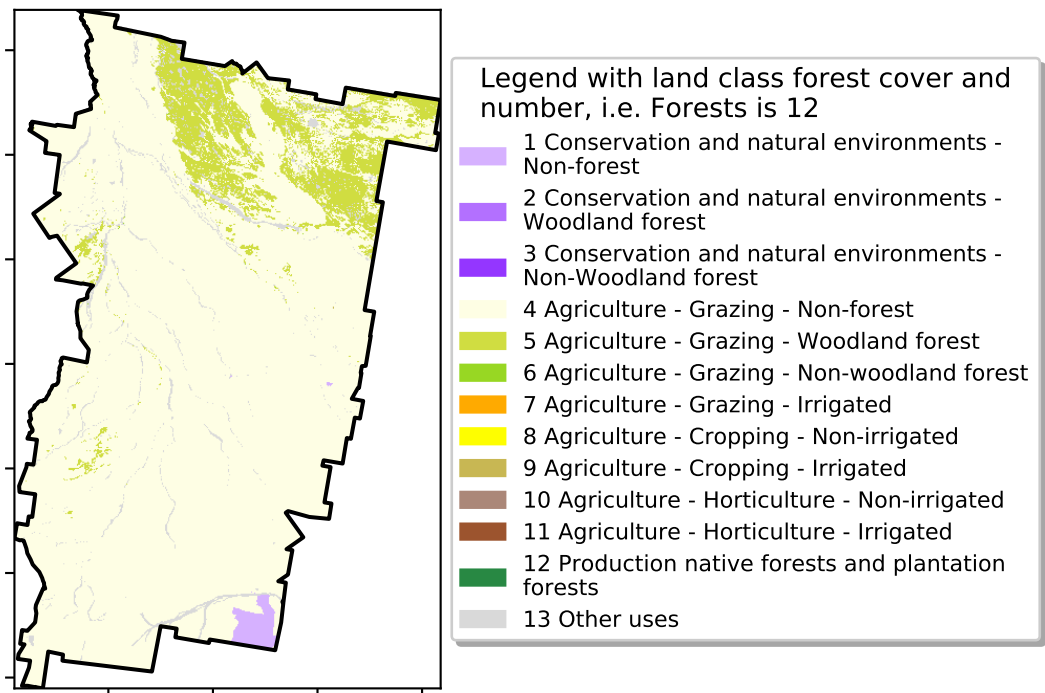 Legend with land class forest cover and
number, i.e. Forests is 12
1 Conservation and natural environments -
Non-forest
2 Conservation and natural environments -
Woodland forest
3 Conservation and natural environments -
Non-Woodland forest
4 Agriculture - Grazing - Non-forest
5 Agriculture - Grazing - Woodland forest
6 Agriculture - Grazing - Non-woodland forest
7 Agriculture - Grazing - Irrigated
8 Agriculture - Cropping - Non-irrigated
9 Agriculture - Cropping - Irrigated
10 Agriculture - Horticulture - Non-irrigated
11 Agriculture - Horticulture - Irrigated
12 Production native forests and plantation
forests
13 Other uses